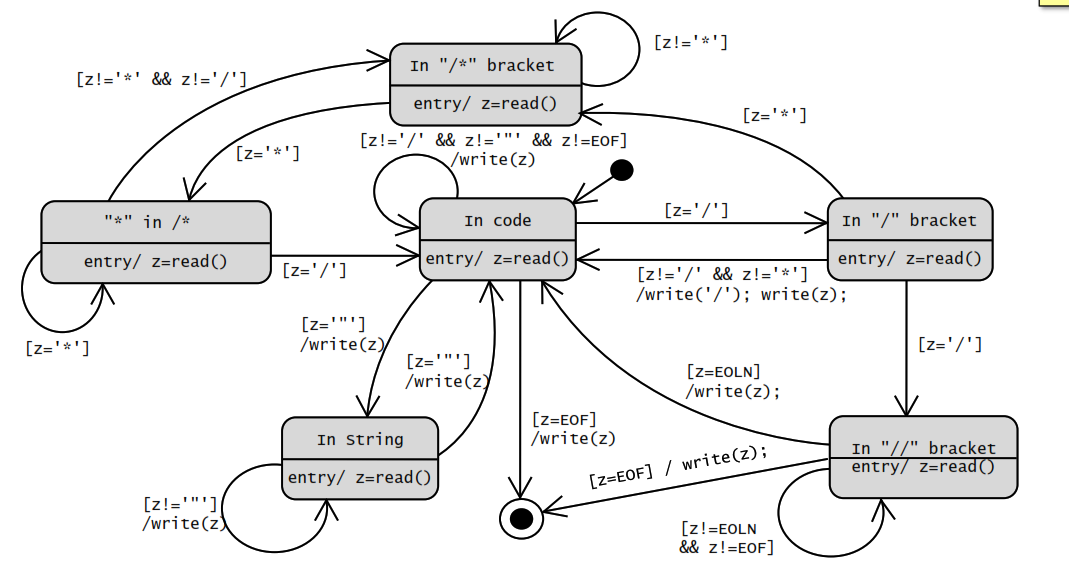 [z!='*']
In "/*" bracket
[z!='*' && z!='/']
entry/ z=read()
[z='*']
[z!='/' && z!='"' && z!=EOF]
/write(z)
[z='*']
"*" in /*
entry/ z=read()
In code
entry/ z=read()
[z='/']
In "/" bracket
entry/ z=read()
[z='/']
[z!='/' && z!='*']
/write('/'); write(z);
[z='*']
[z='"']
/write(z)
[z='"']
/write(z)
[z='/']
[z=EOLN]
/write(z);
[z=EOF]
/write(z)
In String
entry/ z=read()
In "//" bracket
entry/ z=read()
[z=EOF] / write(z);
[z!='"']
/write(z)
[z!=EOLN
&& z!=EOF]